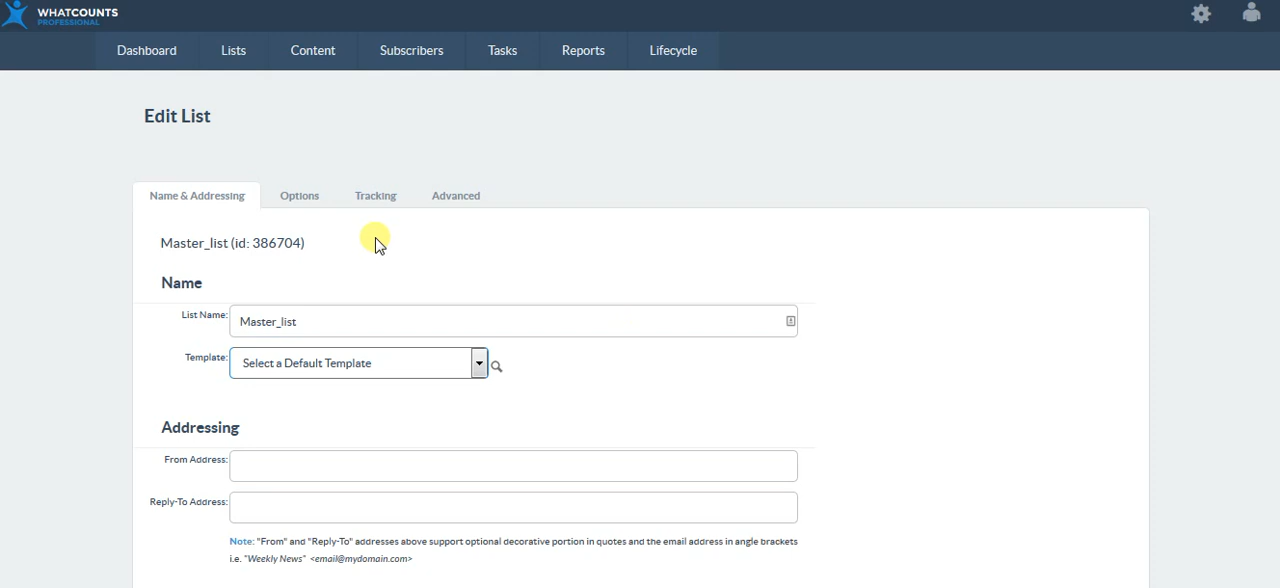 WHATCOUNTS
PROFESSIONAL
Dashboard Lists Content Subscribers Tasks Reports Lifecycle
Edit List
Name & Addressing Options Tracking Advanced
Master_list (id: 386704)
Name
List Name: Master_list
Template: Select a Default Template
Addressing
From Address:
Reply-To Address:
Note: "From" and "Reply-To" addresses above support optional decorative portion in quotes and the email address in angle brackets
i.e. "Weekly News" <email@mydomain.com>